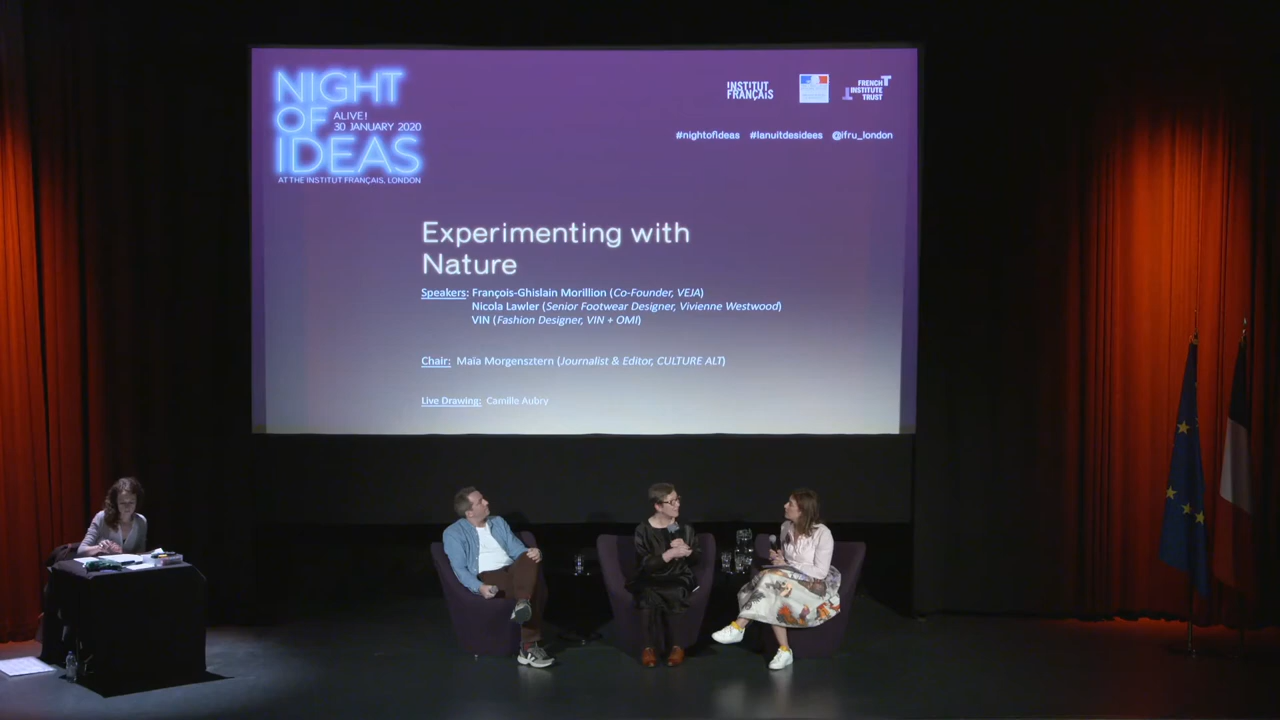 NIGHT
OF
ALIVE!
30 JANUARY 2020
IDEAS
AT THE INSTITUT FRANÇAIS, LONDON
INSTITUT
FRANÇAIS
FRENCH
INSTITUTE
TRUST
#nightofIdeas #lanuitdesidees @ifru_london
Experimenting with
Nature
Speakers: François-Ghislain Morillion (Co-Founder, VEJA)
Nicola Lawler (Senior Footwear Designer, Vivienne Westwood)
VIN (Fashion Designer, VIN + OMI)
Chair: Maïa Morgensztern (Journalist & Editor, CULTURE ALT)
Live Drawing: Camille Aubry